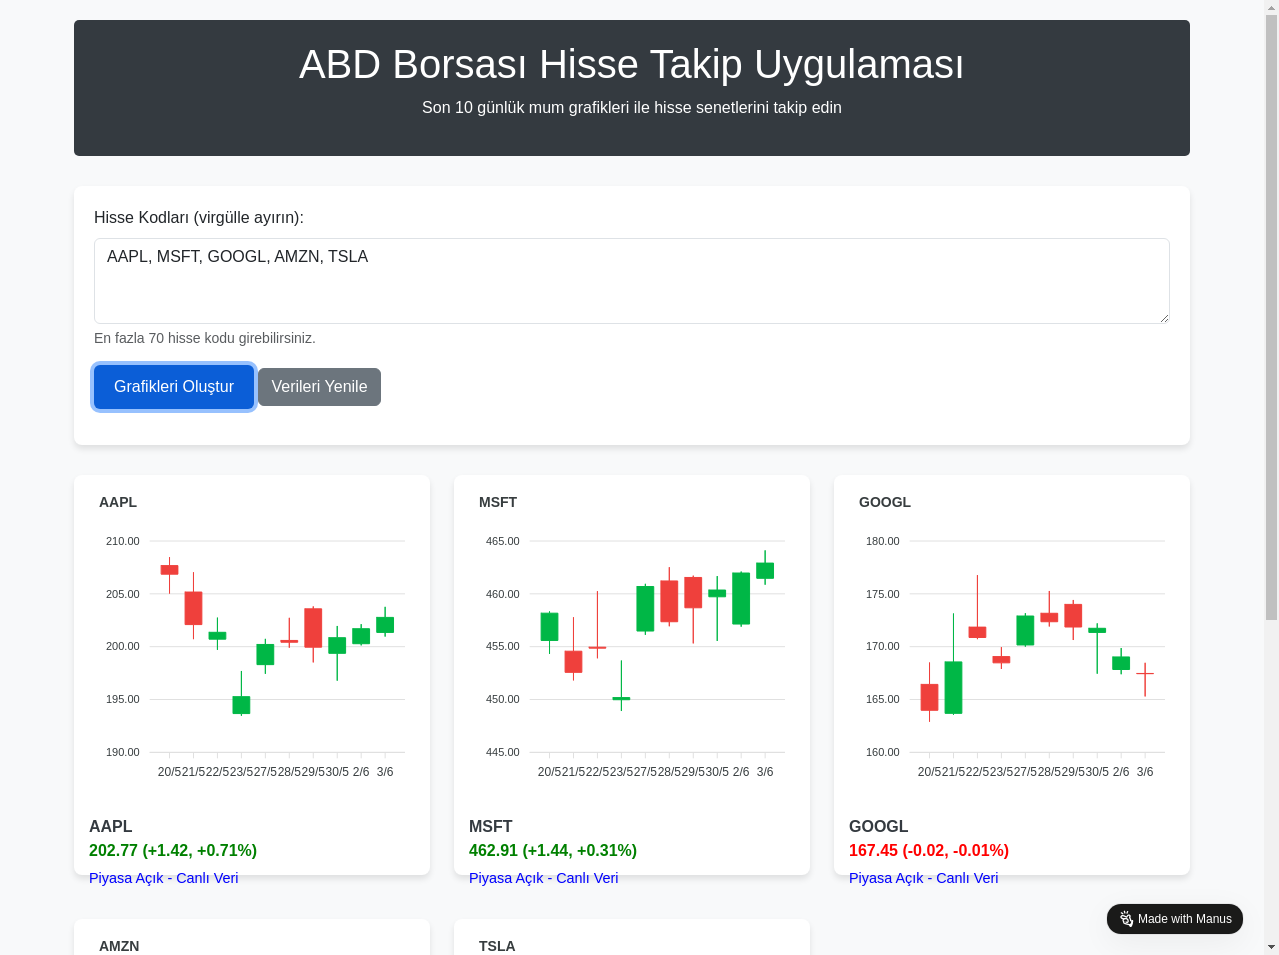 ABD Borsası Hisse Takip Uygulaması
Son 10 günlük mum grafikleri ile hisse senetlerini takip edin
Hisse Kodları (virgülle ayırın):
AAPL, MSFT, GOOGL, AMZN, TSLA
En fazla 70 hisse kodu girebilirsiniz.
Grafikleri Oluştur Verileri Yenile
AAPL
210.00
205.00
200.00
195.00
190.00
20/5 21/5 22/5 23/5 27/5 28/5 29/5 30/5 2/6 3/6
AAPL
202.77 (+1.42, +0.71%)
Piyasa Açık - Canlı Veri
MSFT
465.00
460.00
455.00
450.00
445.00
20/5 21/5 22/5 23/5 27/5 28/5 29/5 30/5 2/6 3/6
MSFT
462.91 (+1.44, +0.31%)
Piyasa Açık - Canlı Veri
GOOGL
180.00
175.00
170.00
165.00
160.00
20/5 21/5 22/5 23/5 27/5 28/5 29/5 30/5 2/6 3/6
GOOGL
167.45 (-0.02, -0.01%)
Piyasa Açık - Canlı Veri
AMZN
TSLA
Made with Manus